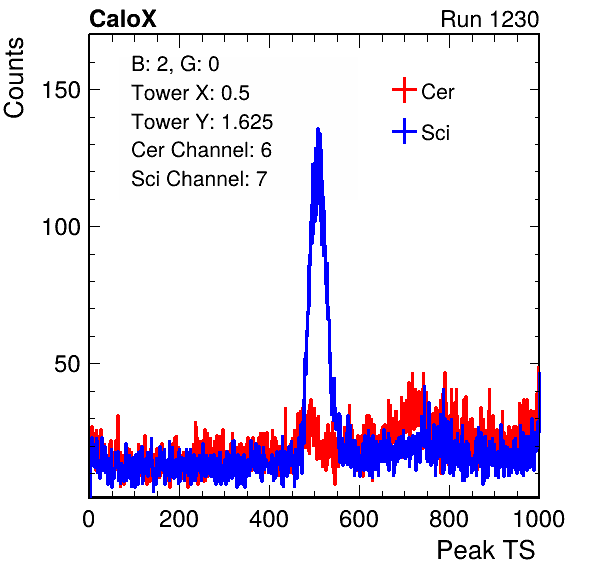 CaloX Run 1230
Counts
B: 2, G: 0
Tower X: 0.5
Tower Y: 1.625
Cer Channel: 6
Sci Channel: 7
Cer
Sci
150
100
50
0 200 400 600 800 1000
Peak TS